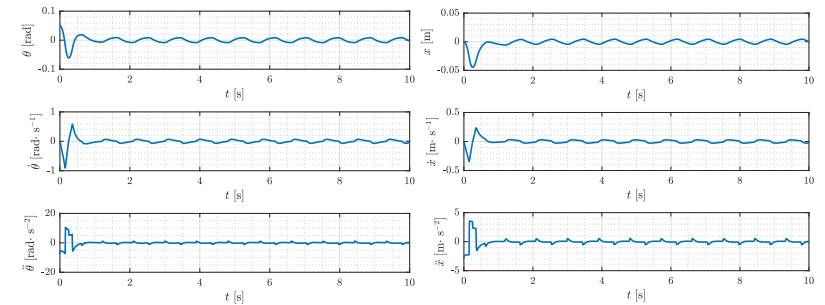 0.1
0
-0.1
θ [rad]
0 2 4 6 8 10
t [s]
0.05
0
-0.05
x [m]
0 2 4 6 8 10
t [s]
1
0
-1
θ̇ [rad· s⁻¹]
0 2 4 6 8 10
t [s]
0.5
0
-0.5
ẋ [m· s⁻¹]
0 2 4 6 8 10
t [s]
20
0
-20
θ̈ [rad· s⁻²]
0 2 4 6 8 10
t [s]
5
0
-5
ẍ [m· s⁻²]
0 2 4 6 8 10
t [s]